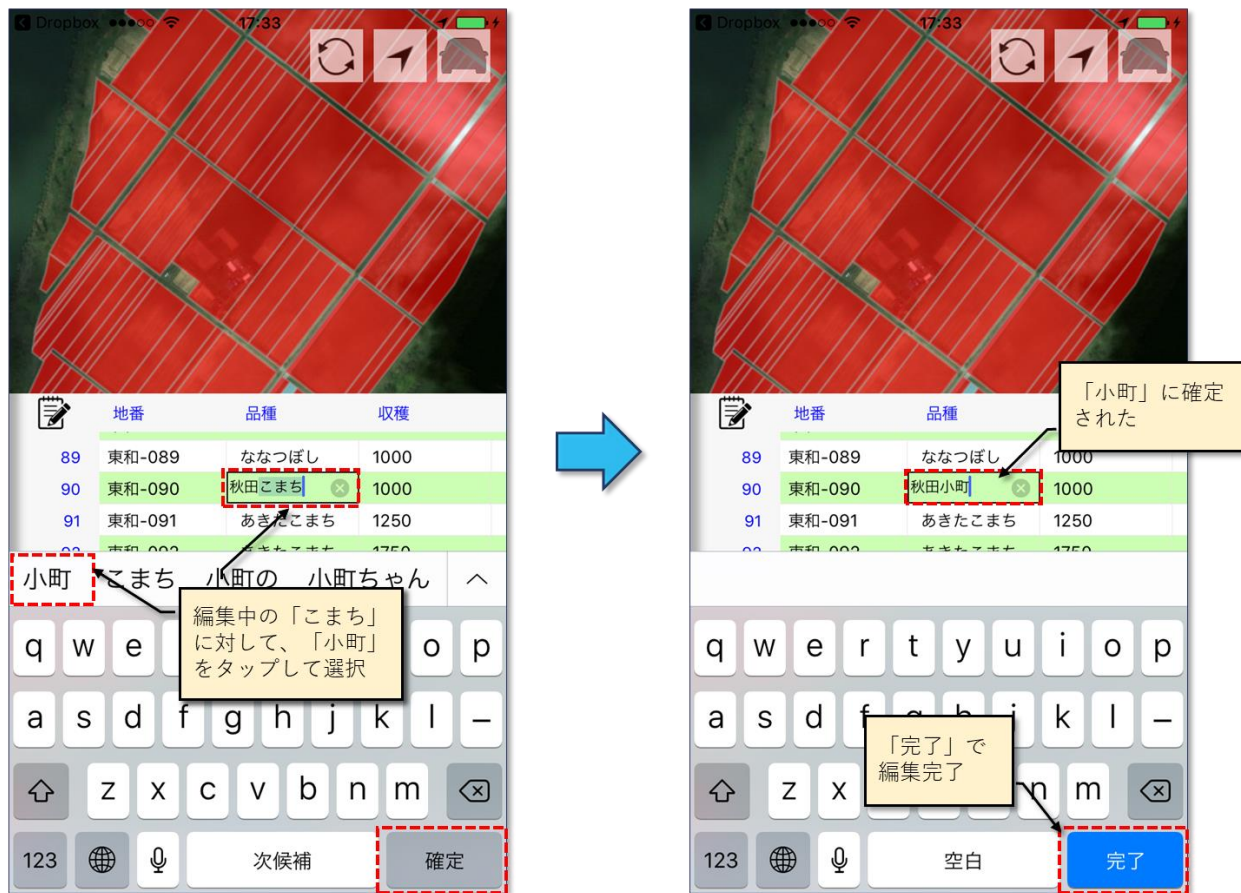 Dropbox 17:33
地番 品種 収穫
89 東和-089 ななつぼし 1000
90 東和-090 秋田こまち 1000
91 東和-091 あきたこまち 1250
小町 こまち 小町の 小町ちゃん
編集中の「こまち」
に対して、「小町」
をタップして選択
q w e o p
a s d f g h j k l –
z x c v b n m
123 次候補 確定
Dropbox 17:33
「小町」に確定
された
地番 品種
89 東和-089 ななつぼし 1000
90 東和-090 秋田小町 1000
91 東和-091 あきたこまち 1250
q w e r t y u i o p
a s d f g h j k l –
「完了」で
編集完了
z x n m
123 空白 完了